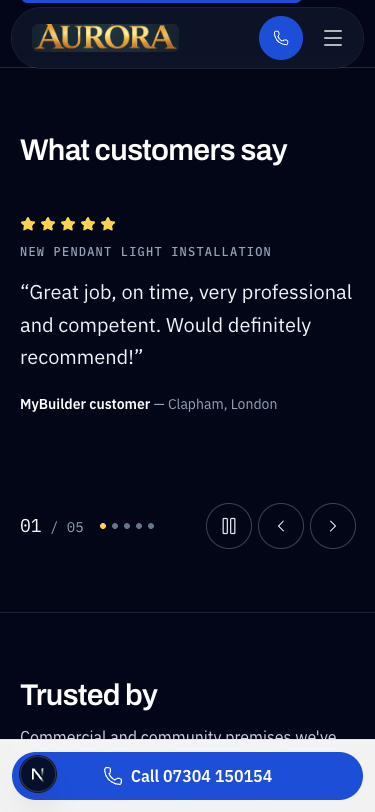 AURORA
What customers say
NEW PENDANT LIGHT INSTALLATION
“Great job, on time, very professional
and competent. Would definitely
recommend!”
MyBuilder customer — Clapham, London
01 / 05
Trusted by
Commercial and community premises we've
N
Call 07304 150154